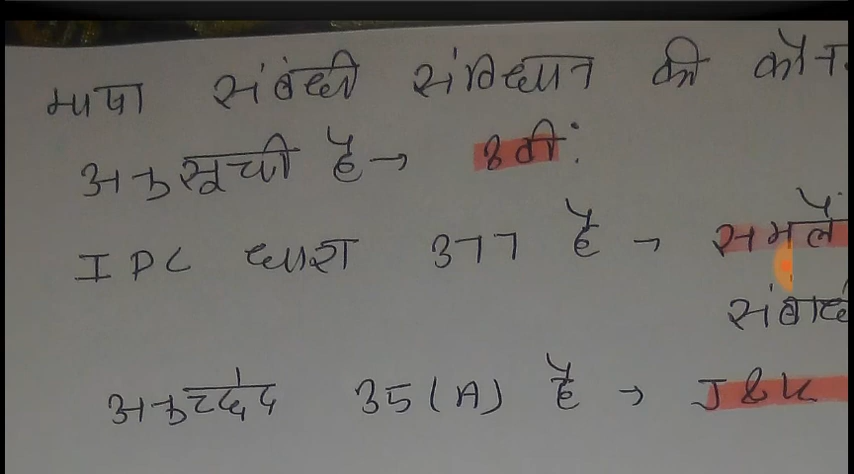 भाषा संबंधी संविधान की कौन
अनुसूची है → 8वीं
IPC धारा 377 है → समलैं
संबंधि
अनुच्छेद 35(A) है → J&K